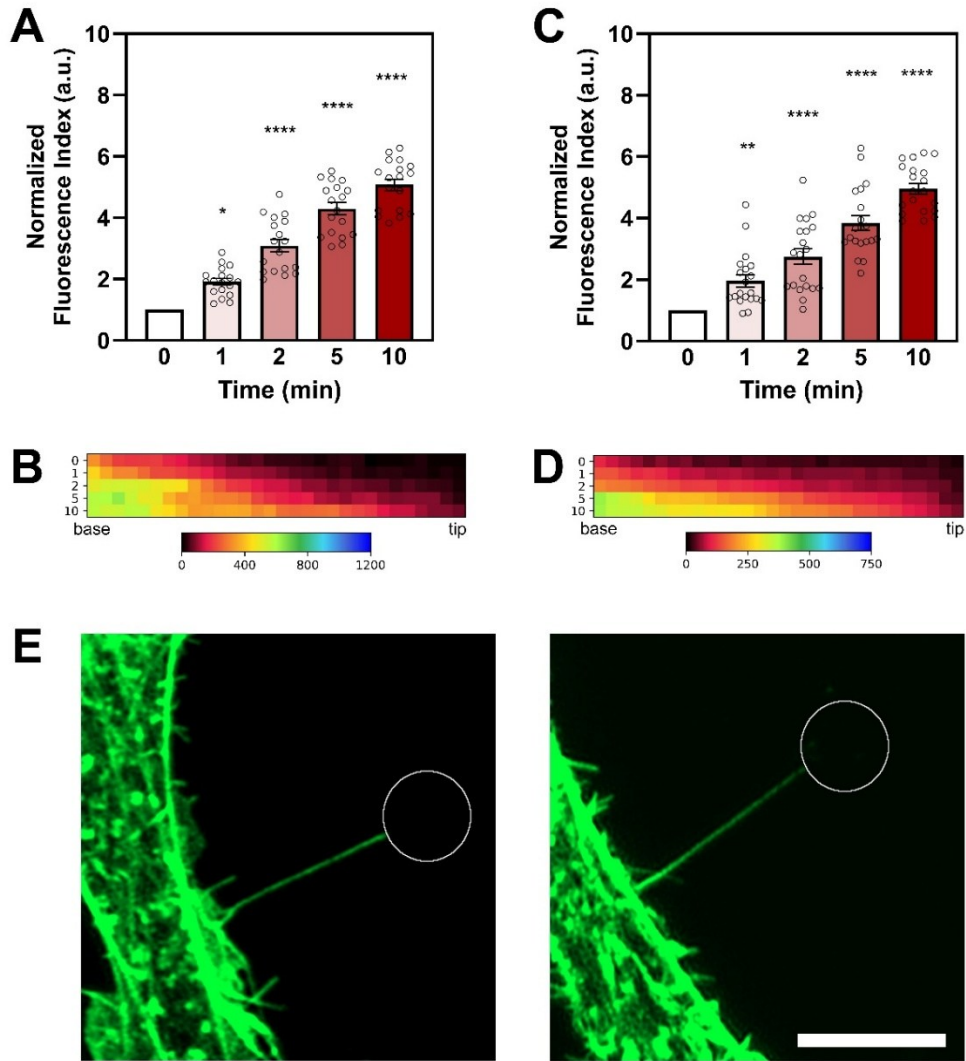 A
Normalized
Fluorescence Index (a.u.)
10
8
6
4
2
0
*
****
****
****
0 1 2 5 10
Time (min)
C
Normalized
Fluorescence Index (a.u.)
10
8
6
4
2
0
**
****
****
****
0 1 2 5 10
Time (min)
B
0
1
2
5
10
base tip
0 400 800 1200
D
0
1
2
5
10
base tip
0 250 500 750
E